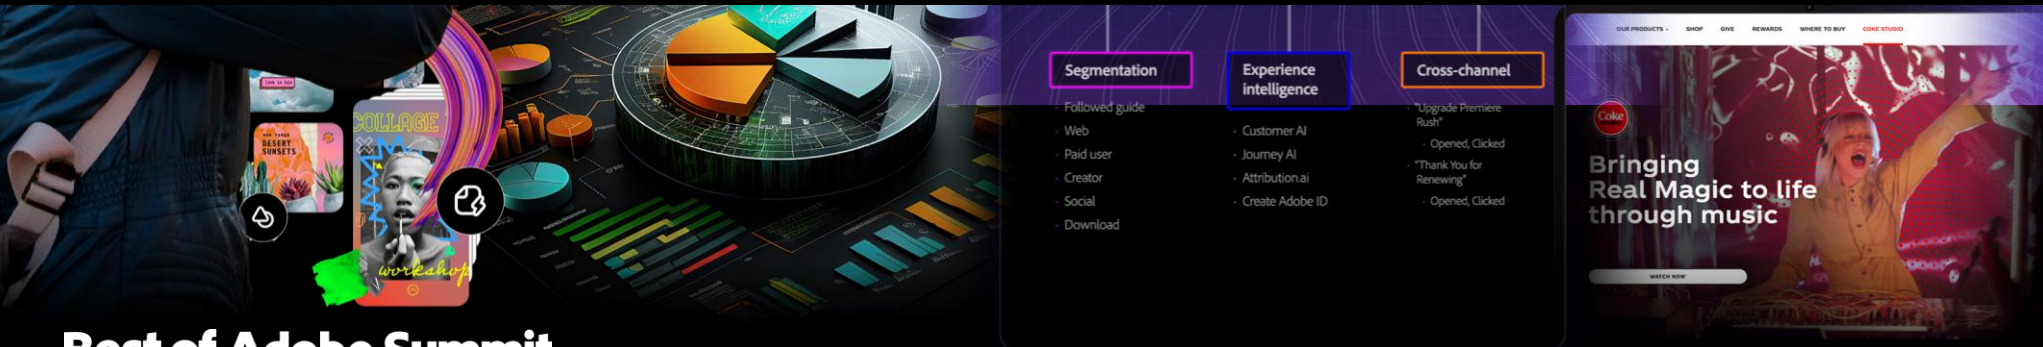 COLLAGE
DESERT
SUNSETS
workshop
Segmentation
Followed guide
Web
Paid user
Creator
Social
Download
Experience
intelligence
Customer AI
Journey AI
Attribution.ai
Create Adobe ID
Cross-channel
"Upgrade Premiere
Rush"
Opened, Clicked
"Thank You for
Renewing"
Opened, Clicked
OUR PRODUCTS SHOP GIVE REWARDS WHERE TO BUY COKE STUDIO
Coke
Bringing
Real Magic to life
through music
WATCH NOW
Best of Adobe Summit